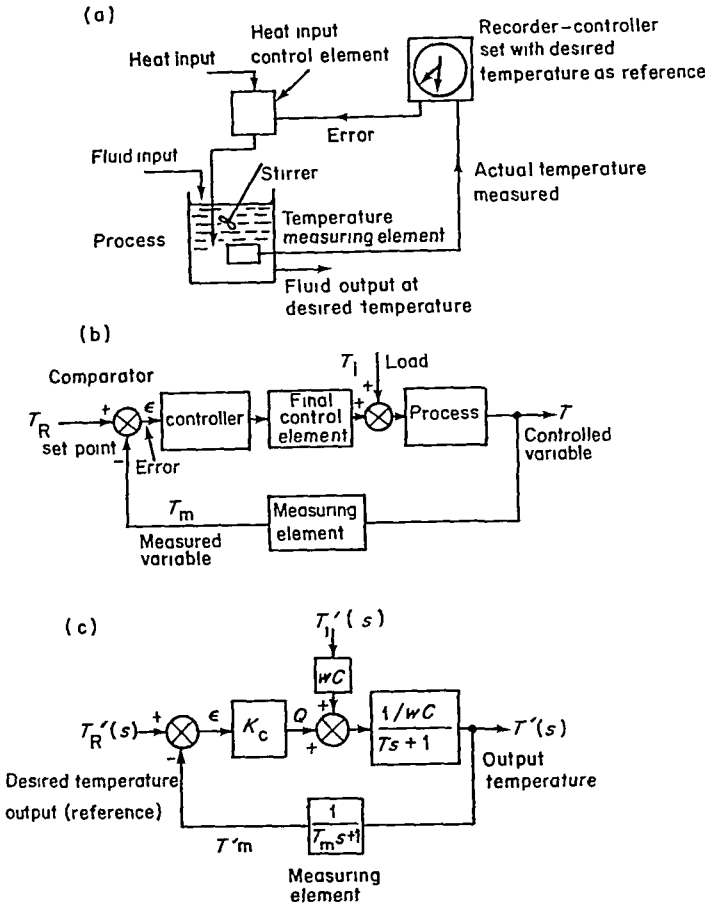 (a)
Heat input
Heat input
control element
Recorder-controller
set with desired
temperature as reference
Error
Fluid input
Stirrer
Actual temperature
measured
Process
Temperature
measuring element
Fluid output at
desired temperature
(b)
Comparator
T_i Load
T_R + ϵ controller Final control element + + Process T
set point
-
Error
Controlled
variable
T_m
Measured
variable
Measuring
element
(c)
T_i'(s)
wC
T_R'(s) + ϵ K_c Q + + 1/wC
Ts+1
T'(s)
-
Output
temperature
Desired temperature
output (reference)
1
T_m s+1
T'm
Measuring
element